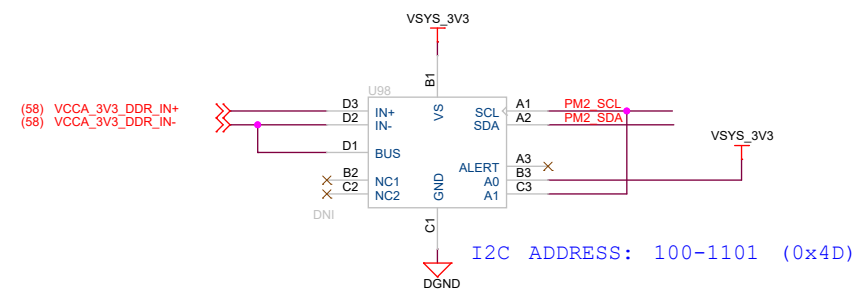 VSYS_3V3
B1
U98
(58) VCCA_3V3_DDR_IN+ D3 IN+ VS SCL A1 PM2_SCL
(58) VCCA_3V3_DDR_IN- D2 IN- SDA A2 PM2_SDA
VSYS_3V3
D1 BUS
ALERT A3
B2 NC1 A0 B3
C2 NC2 GND A1 C3
DNI
C1
I2C ADDRESS: 100-1101 (0x4D)
DGND